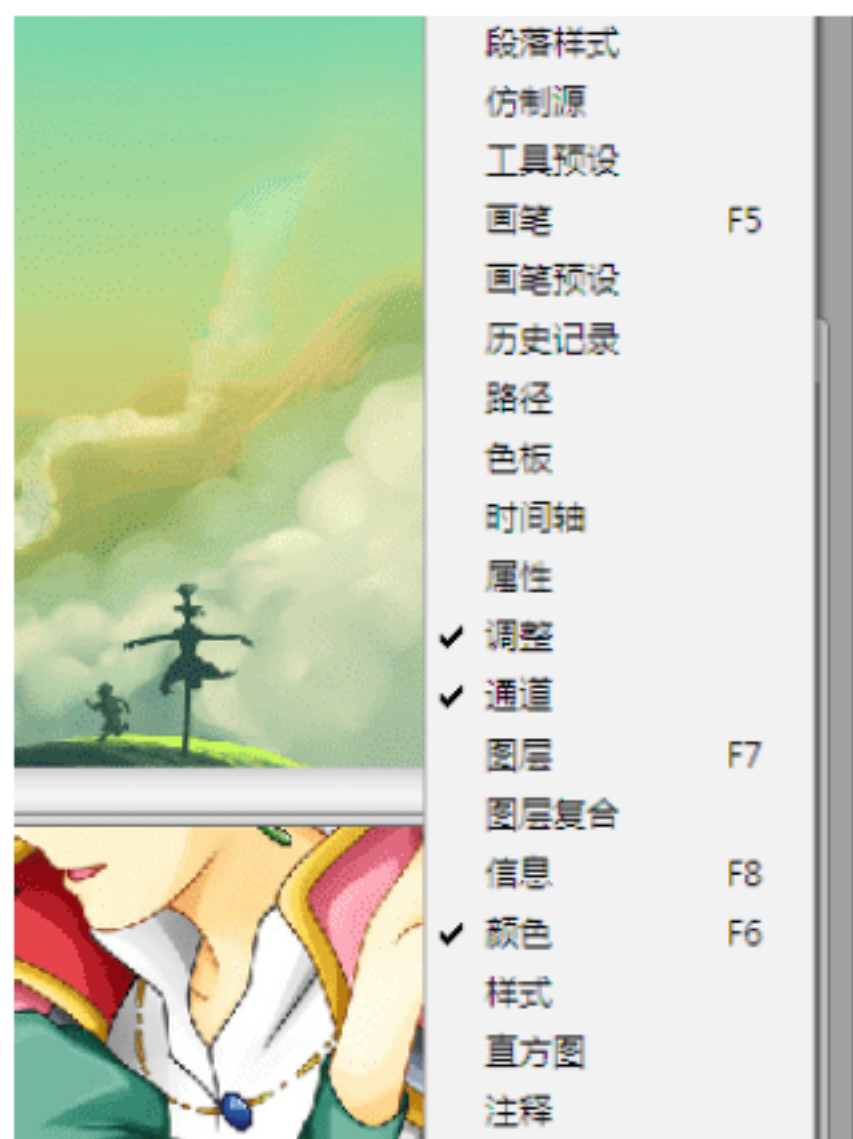 段落样式
仿制源
工具预设
画笔 F5
画笔预设
历史记录
路径
色板
时间轴
属性
✓ 调整
✓ 通道
图层 F7
图层复合
信息 F8
✓ 颜色 F6
样式
直方图
注释